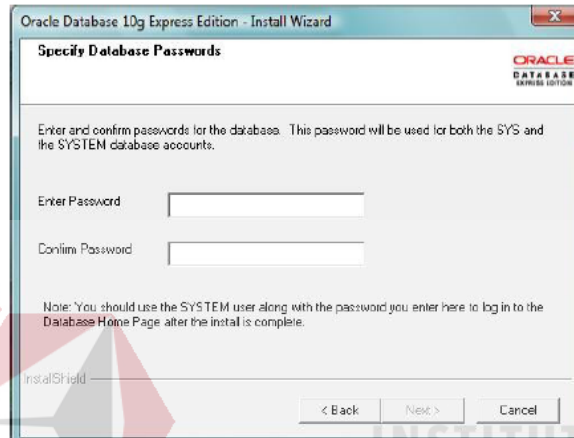 Oracle Database 10g Express Edition - Install Wizard
Specify Database Passwords
ORACLE
DATABASE
EXPRESS EDITION
Enter and confirm passwords for the database. This password will be used for both the SYS and
the SYSTEM database accounts.
Enter Password
Confirm Password
Note: You should use the SYSTEM user along with the password you enter here to log in to the
Database Home Page after the install is complete.
InstallShield
< Back
Next >
Cancel
INSTITUT